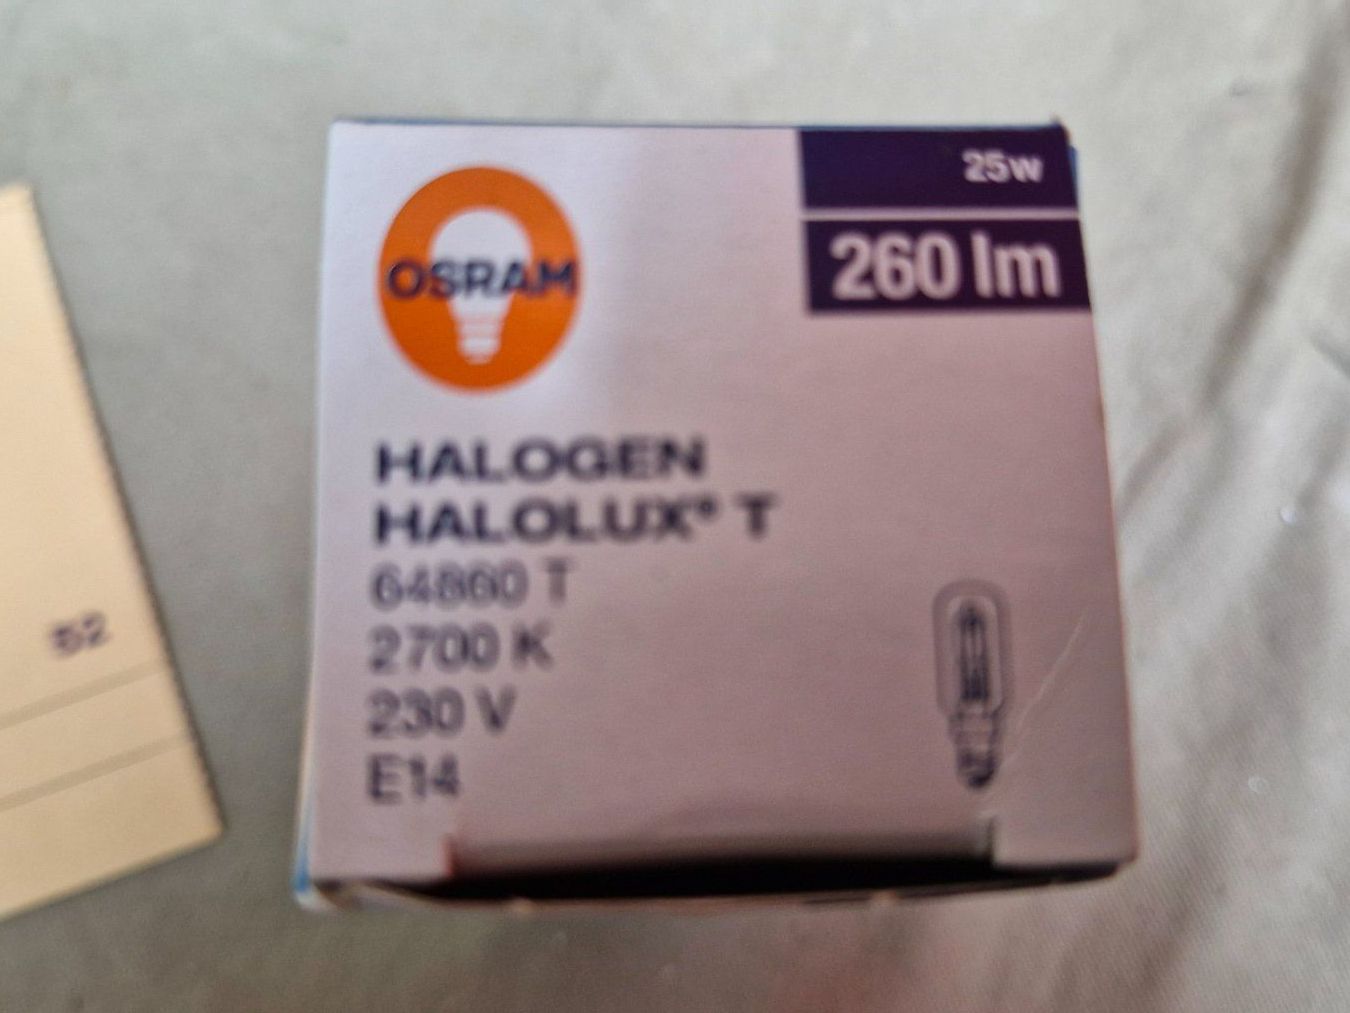 OSRAM
25w
260 lm
HALOGEN
HALOLUX® T
64860 T
2700 K
230 V
E14
52